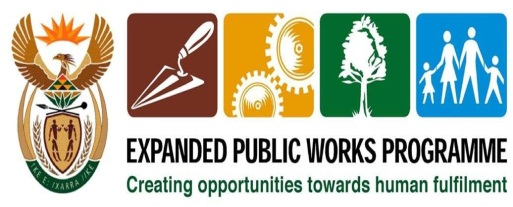 EXPANDED PUBLIC WORKS PROGRAMME
Creating opportunities towards human fulfilment